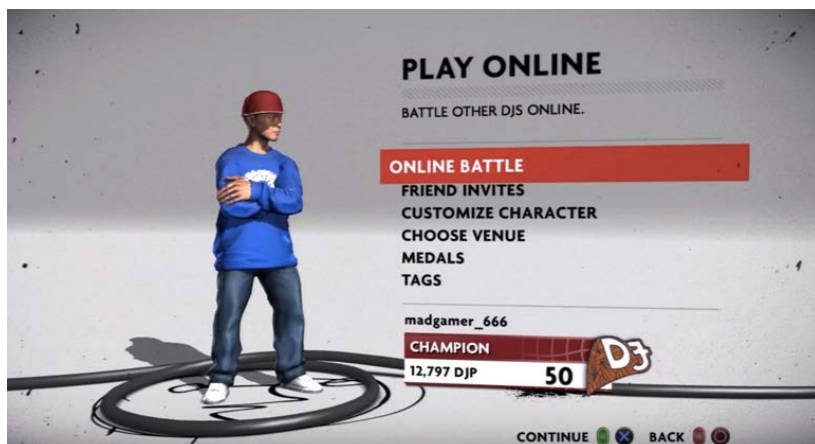 PLAY ONLINE
BATTLE OTHER DJS ONLINE.
ONLINE BATTLE
FRIEND INVITES
CUSTOMIZE CHARACTER
CHOOSE VENUE
MEDALS
TAGS
madgamer_666
CHAMPION
12,797 DJP 50
DJ
CONTINUE BACK